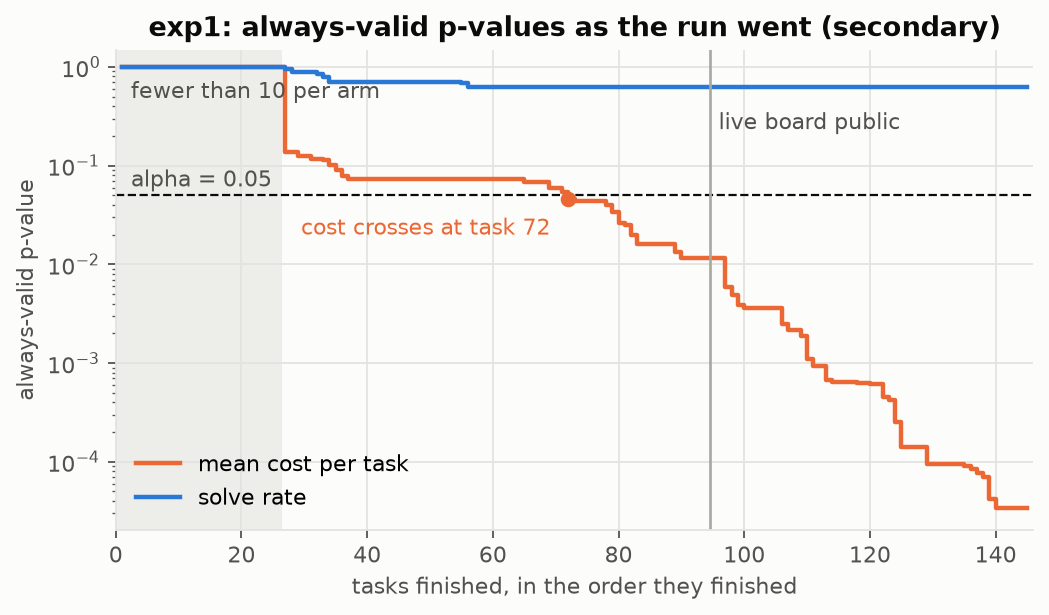 exp1: always-valid p-values as the run went (secondary)
10⁰
fewer than 10 per arm
live board public
10⁻¹
alpha = 0.05
cost crosses at task 72
10⁻²
always-valid p-value
10⁻³
10⁻⁴
mean cost per task
solve rate
0 20 40 60 80 100 120 140
tasks finished, in the order they finished